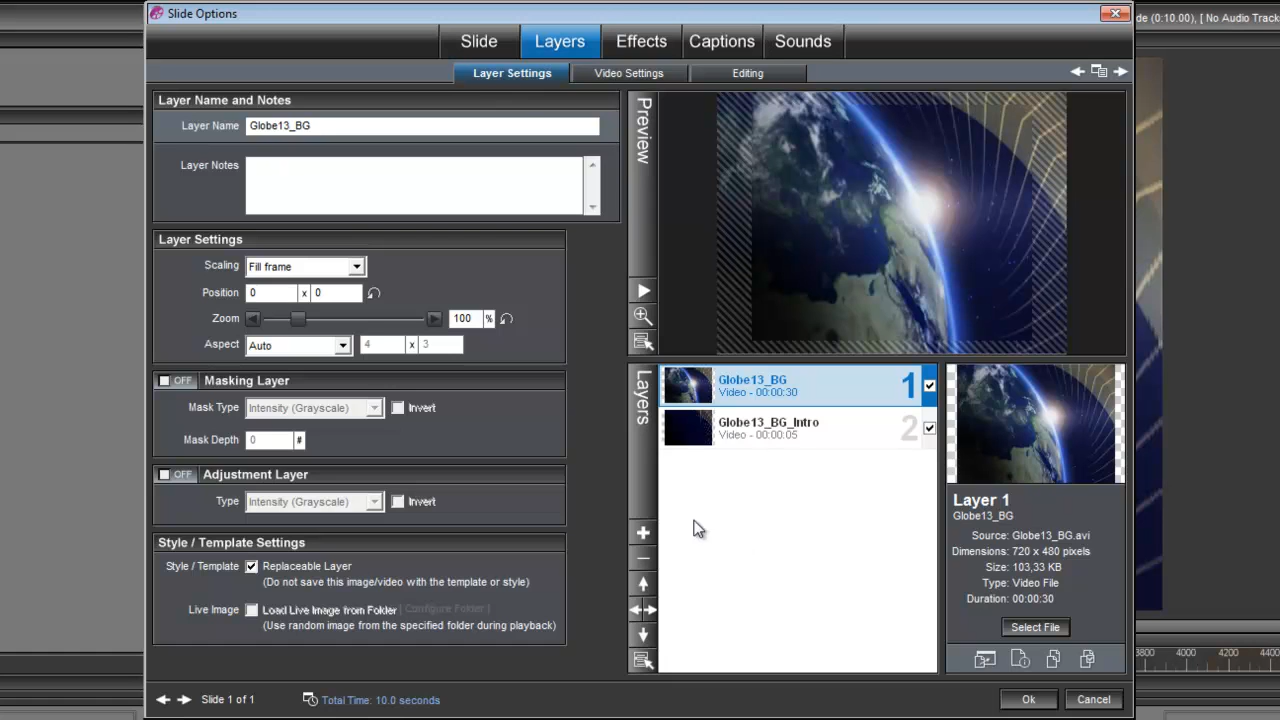 Slide Options
de (0:10.00), [ No Audio Track
Slide Layers Effects Captions Sounds
Layer Settings Video Settings Editing
Layer Name and Notes
Layer Name Globe13_BG
Layer Notes
Layer Settings
Scaling Fill frame
Position 0 x 0
Zoom 100 %
Aspect Auto 4 x 3
OFF Masking Layer
Mask Type Intensity (Grayscale) Invert
Mask Depth 0 #
OFF Adjustment Layer
Type Intensity (Grayscale) Invert
Style / Template Settings
Style / Template Replaceable Layer
(Do not save this image/video with the template or style)
Live Image Load Live Image from Folder [ Configure Folder ]
(Use random image from the specified folder during playback)
Preview
Layers
Globe13_BG 1
Video - 00:00:30
Globe13_BG_Intro 2
Video - 00:00:05
Layer 1
Globe13_BG
Source: Globe13_BG.avi
Dimensions: 720 x 480 pixels
Size: 103,33 KB
Type: Video File
Duration: 00:00:30
Select File
3800 4000 4200 4400
Slide 1 of 1 Total Time: 10.0 seconds
Ok Cancel